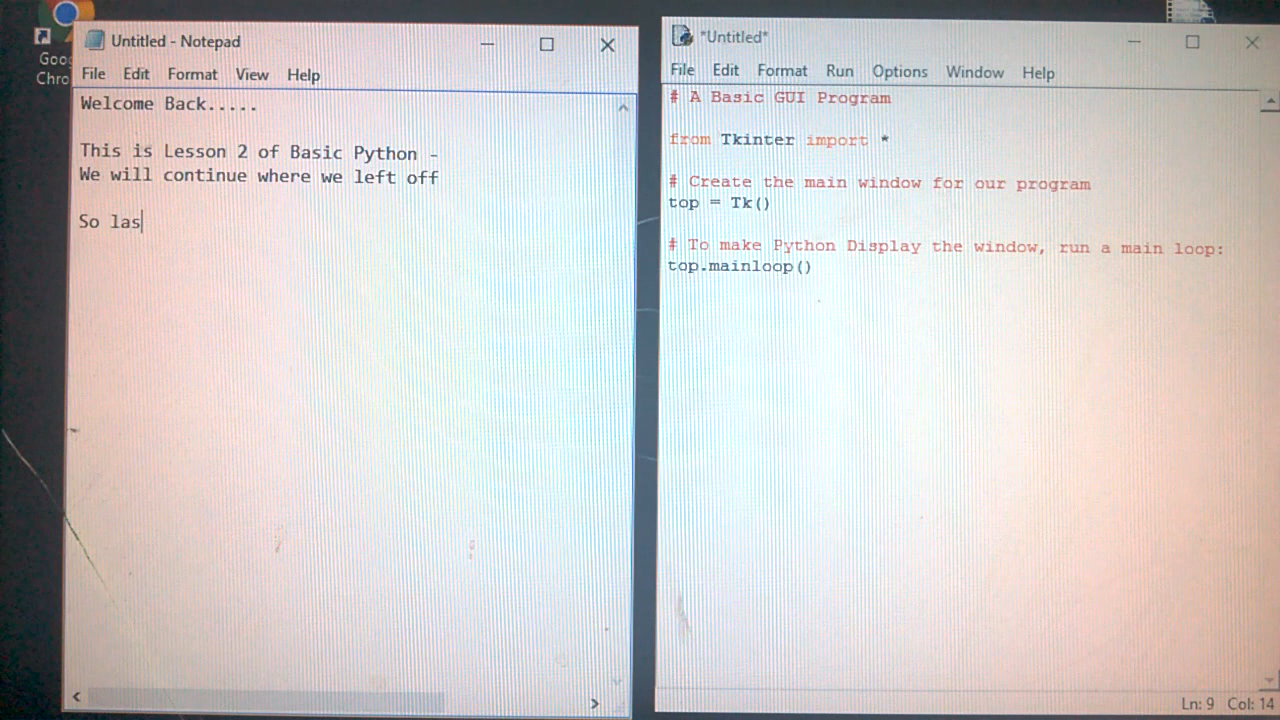 Goo
Chro
Untitled - Notepad
File Edit Format View Help
Welcome Back.....
This is Lesson 2 of Basic Python -
We will continue where we left off
So las
*Untitled*
File Edit Format Run Options Window Help
# A Basic GUI Program
from Tkinter import *
# Create the main window for our program
top = Tk()
# To make Python Display the window, run a main loop:
top.mainloop()
Ln: 9 Col: 14